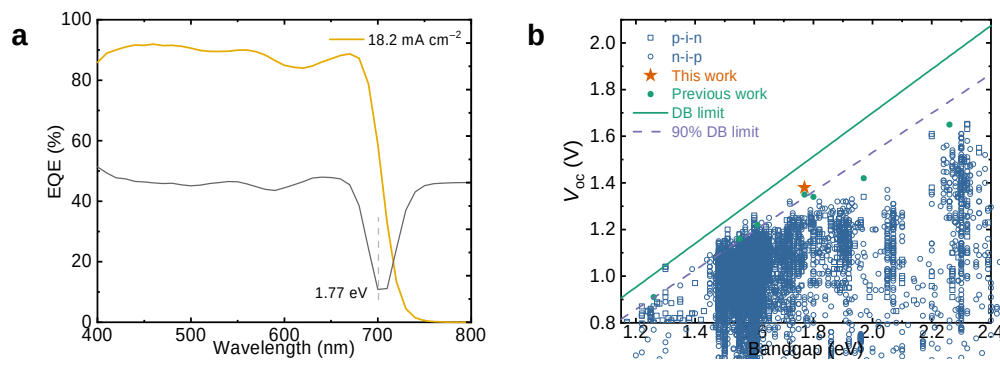 a
100
80
60
40
20
0
EQE (%)
18.2 mA cm⁻²
1.77 eV
400
500
600
700
800
Wavelength (nm)
b
2.0
1.8
1.6
1.4
1.2
1.0
0.8
Voc (V)
p-i-n
n-i-p
This work
Previous work
DB limit
90% DB limit
1.2
1.4
1.6
1.8
2.0
2.2
2.4
Bandgap (eV)